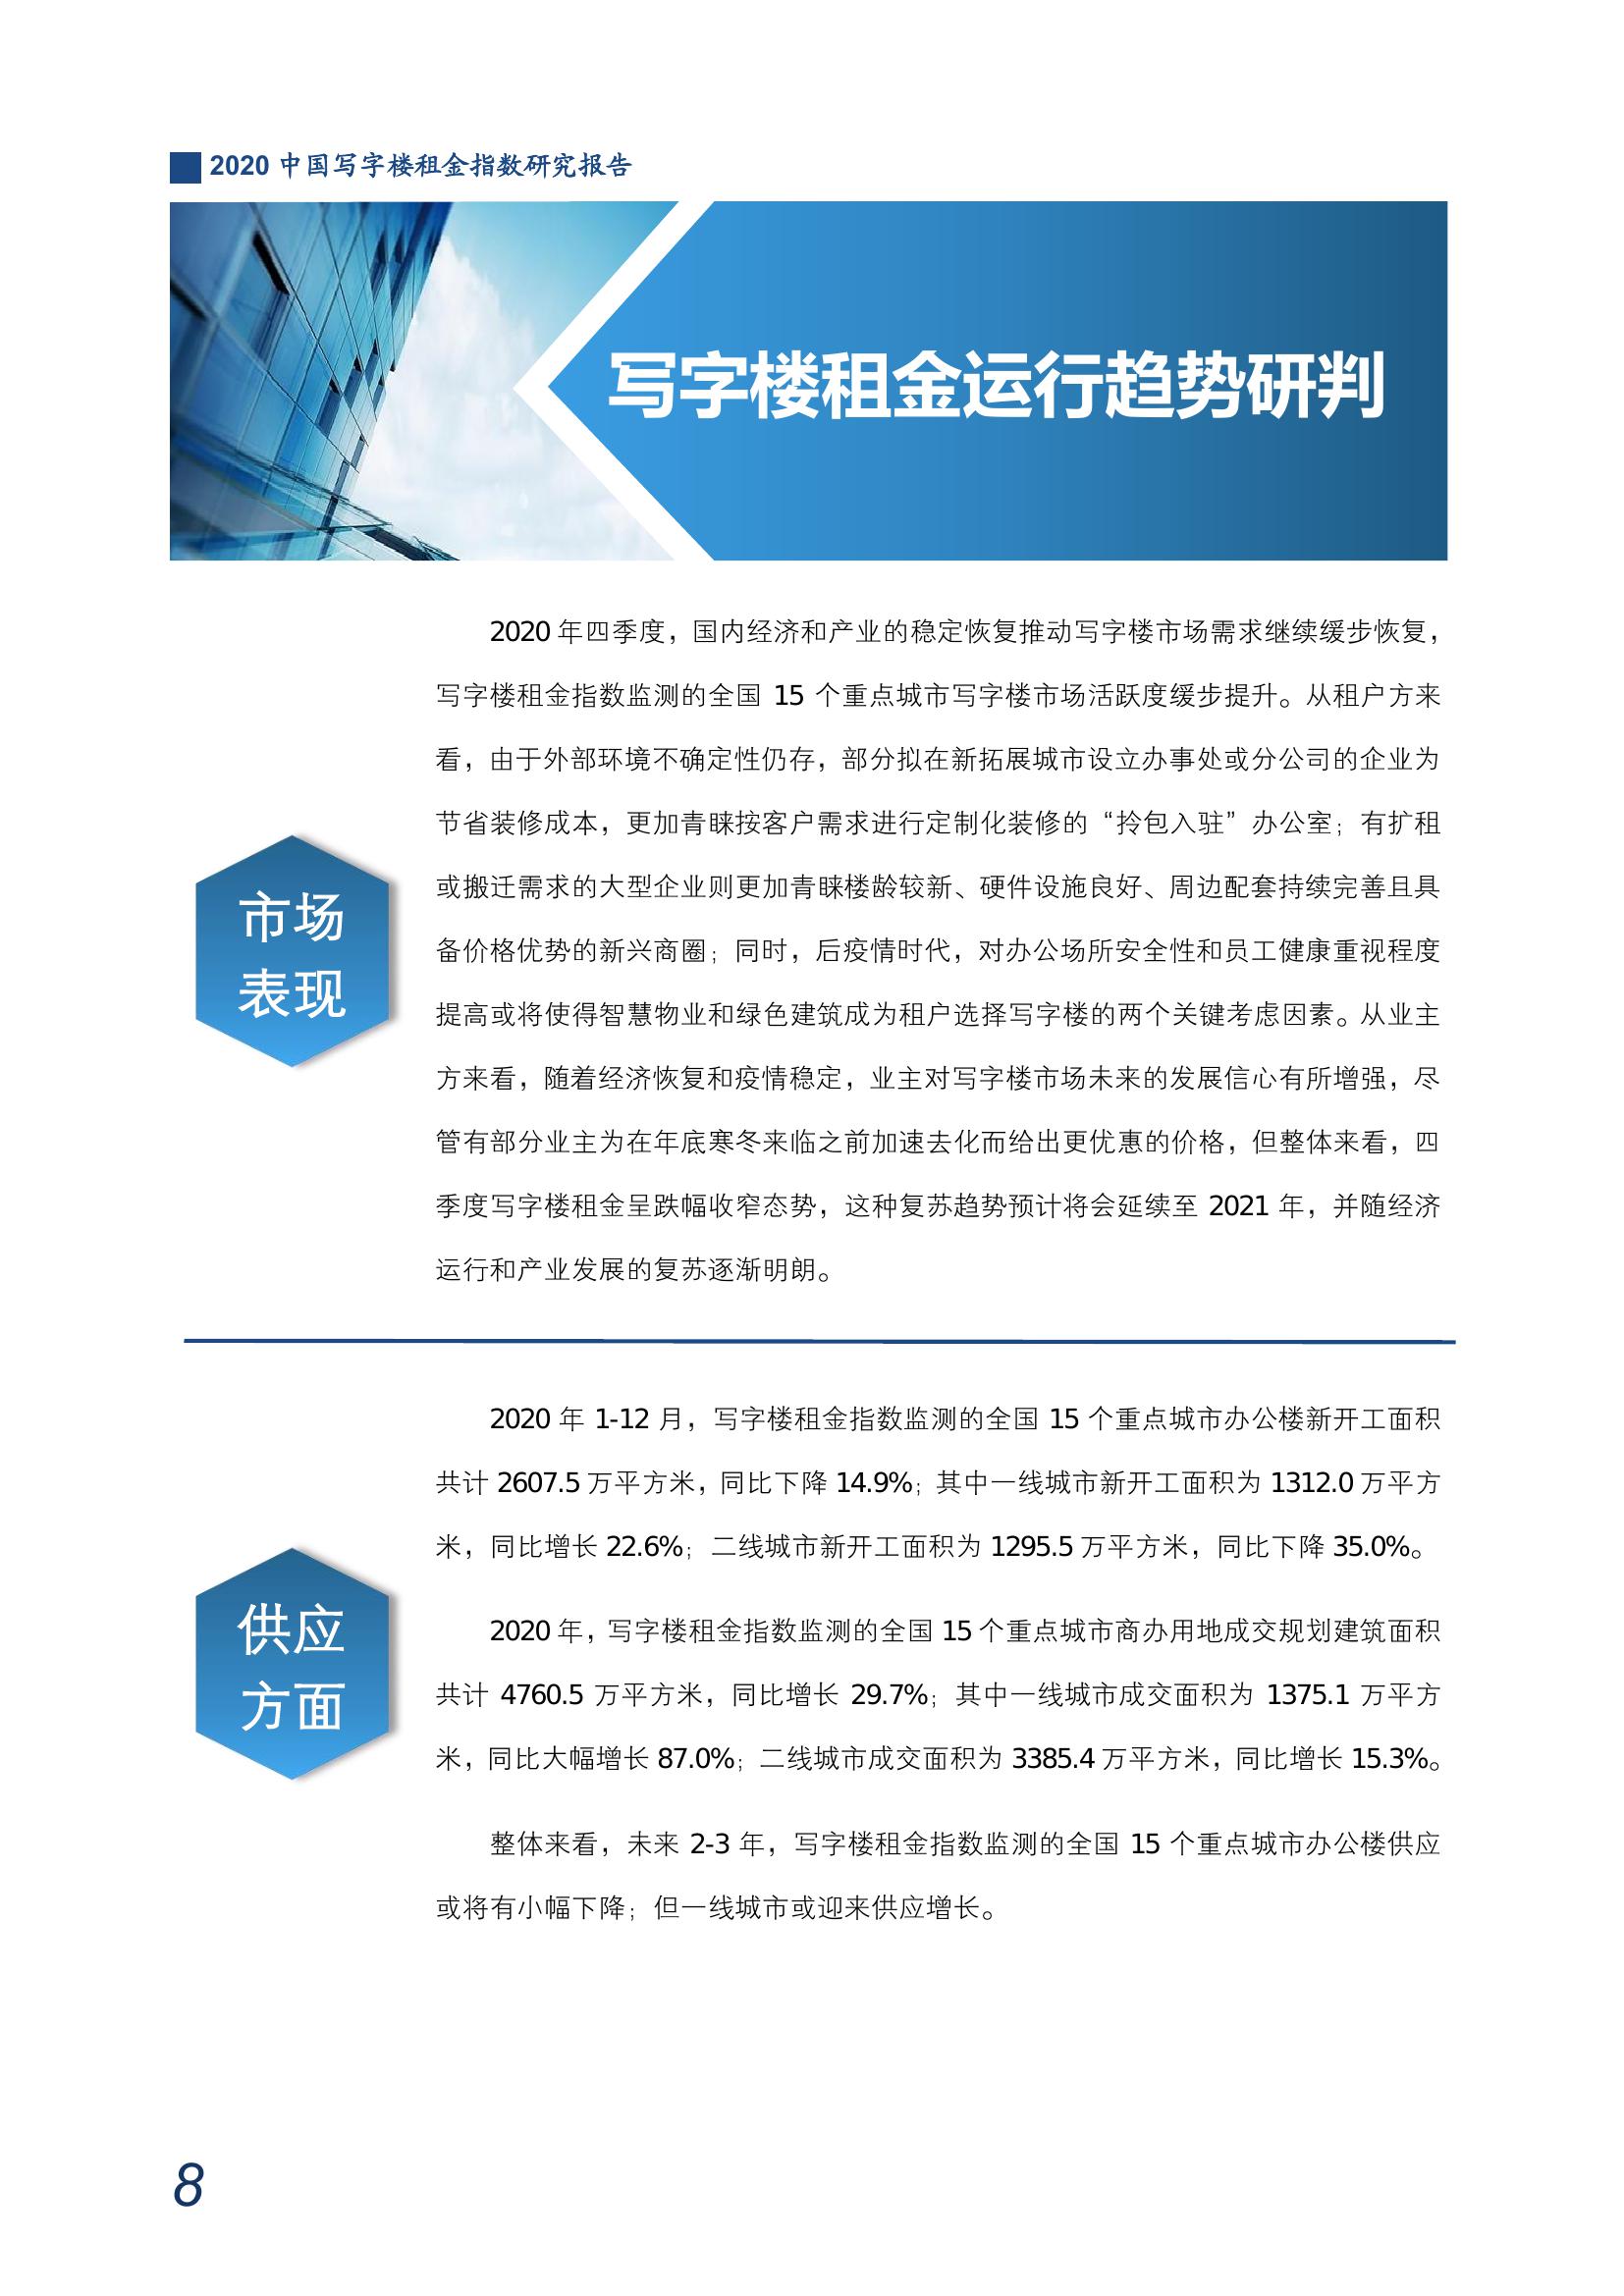 2020 中国写字楼租金指数研究报告
写字楼租金运行趋势研判
市场
表现
2020 年四季度，国内经济和产业的稳定恢复推动写字楼市场需求继续缓步恢复，
写字楼租金指数监测的全国 15 个重点城市写字楼市场活跃度缓步提升。从租户方来
看，由于外部环境不确定性仍存，部分拟在新拓展城市设立办事处或分公司的企业为
节省装修成本，更加青睐按客户需求进行定制化装修的“拎包入驻”办公室；有扩租
或搬迁需求的大型企业则更加青睐楼龄较新、硬件设施良好、周边配套持续完善且具
备价格优势的新兴商圈；同时，后疫情时代，对办公场所安全性和员工健康重视程度
提高或将使得智慧物业和绿色建筑成为租户选择写字楼的两个关键考虑因素。从业主
方来看，随着经济恢复和疫情稳定，业主对写字楼市场未来的发展信心有所增强，尽
管有部分业主为在年底寒冬来临之前加速去化而给出更优惠的价格，但整体来看，四
季度写字楼租金呈跌幅收窄态势，这种复苏趋势预计将会延续至 2021 年，并随经济
运行和产业发展的复苏逐渐明朗。
供应
方面
2020 年 1-12 月，写字楼租金指数监测的全国 15 个重点城市办公楼新开工面积
共计 2607.5 万平方米，同比下降 14.9%；其中一线城市新开工面积为 1312.0 万平方
米，同比增长 22.6%；二线城市新开工面积为 1295.5 万平方米，同比下降 35.0%。
2020 年，写字楼租金指数监测的全国 15 个重点城市商办用地成交规划建筑面积
共计 4760.5 万平方米，同比增长 29.7%；其中一线城市成交面积为 1375.1 万平方
米，同比大幅增长 87.0%；二线城市成交面积为 3385.4 万平方米，同比增长 15.3%。
整体来看，未来 2-3 年，写字楼租金指数监测的全国 15 个重点城市办公楼供应
或将有小幅下降；但一线城市或迎来供应增长。
8